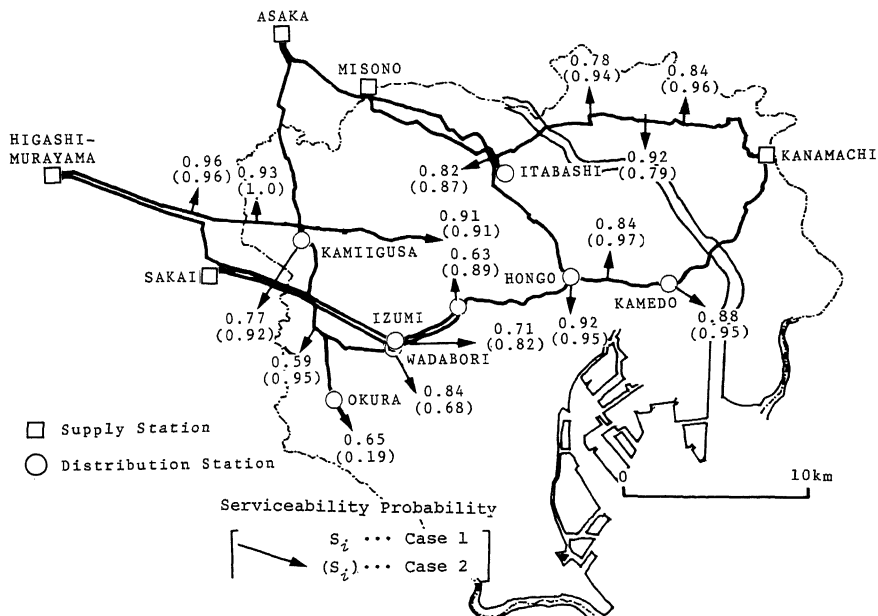 ASAKA
MISONO
HIGASHI-
MURAYAMA
0.78
(0.94)
0.84
(0.96)
0.96
(0.96)
0.93
(1.0)
0.82
(0.87)
ITABASHI
0.92
(0.79)
KANAMACHI
0.91
(0.91)
KAMIIGUSA
0.63
(0.89)
0.84
(0.97)
SAKAI
HONGO
KAMEDO
IZUMI
0.77
(0.92)
0.71
(0.82)
0.92
(0.95)
0.88
(0.95)
WADABORI
0.59
(0.95)
0.84
(0.68)
OKURA
0.65
(0.19)
Supply Station
Distribution Station
0 10km
Serviceability Probability
Si ··· Case 1
(Si)··· Case 2